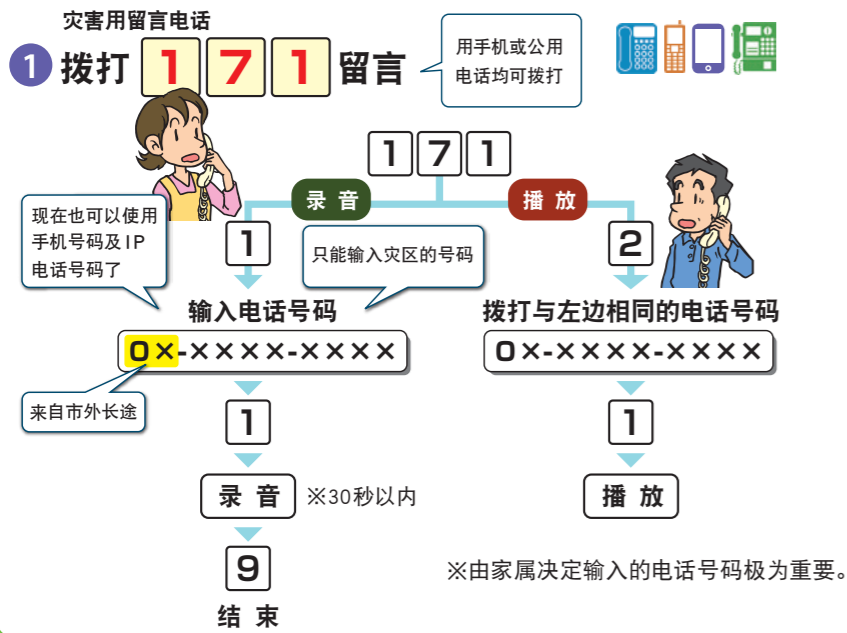 灾害用留言电话
1 拨打 1 7 1 留言
用手机或公用
电话均可拨打
1 7 1
录音
播放
现在也可以使用
手机号码及IP
电话号码了
1
只能输入灾区的号码
2
输入电话号码
拨打与左边相同的电话号码
0×-××××-××××
0×-××××-××××
来自市外长途
1
1
录音
※30秒以内
播放
9
※由家属决定输入的电话号码极为重要。
结束